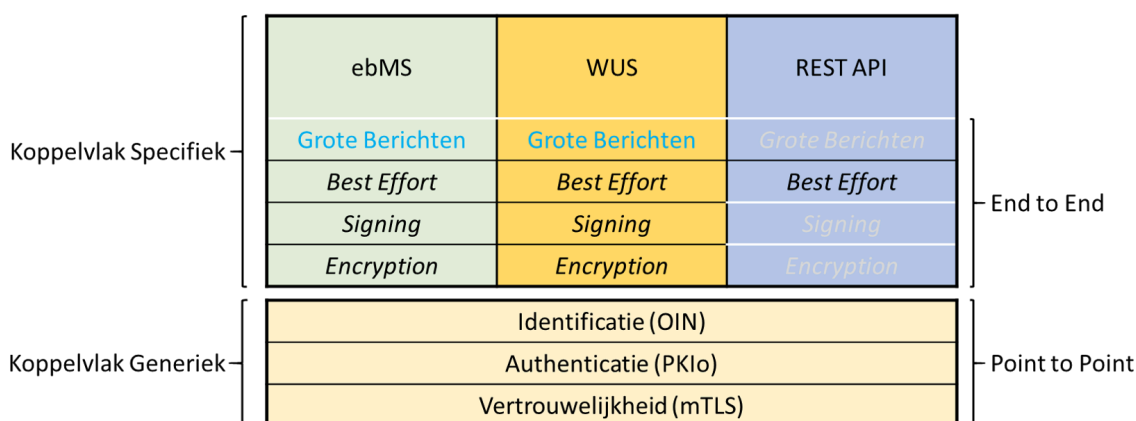 ebMS WUS REST API
Koppelvlak Specifiek
Grote Berichten Grote Berichten Grote Berichten
Best Effort Best Effort Best Effort
End to End
Signing Signing Signing
Encryption Encryption Encryption
Identificatie (OIN)
Koppelvlak Generiek Authenticatie (PKIo) Point to Point
Vertrouwelijkheid (mTLS)